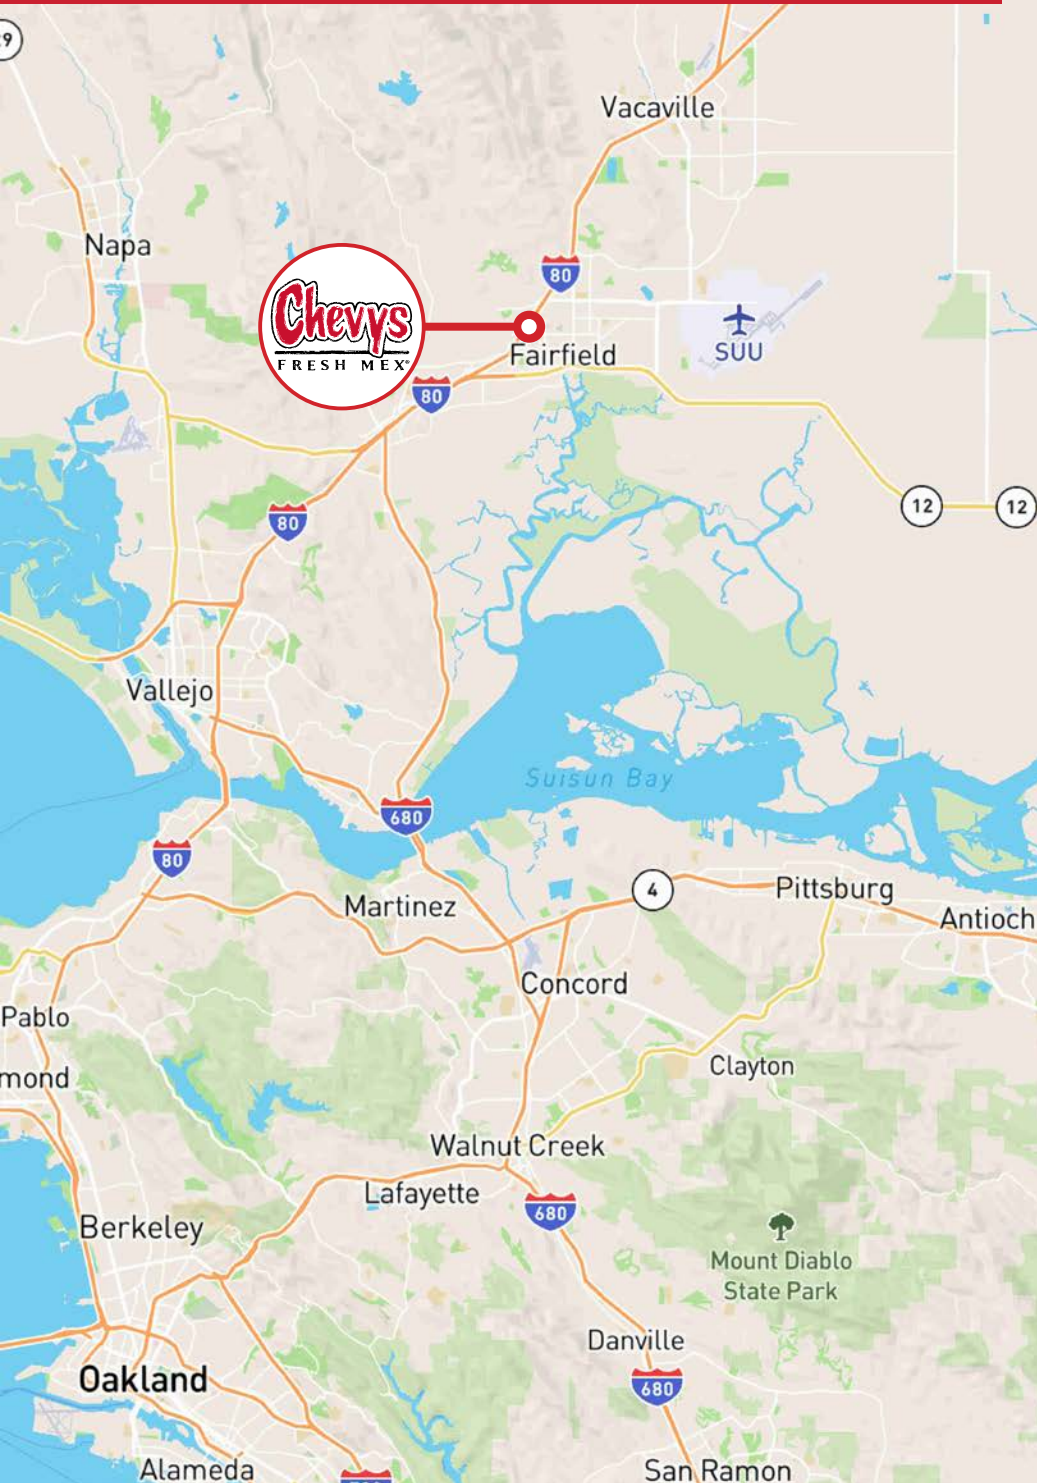 9
Vacaville
Napa
80
Chevys
FRESH MEX®
Fairfield
SUU
80
12
12
80
Vallejo
Suisun Bay
680
80
4
Pittsburg
Martinez
Antioch
Concord
Pablo
Clayton
mond
Walnut Creek
Lafayette
680
Berkeley
Mount Diablo
State Park
Danville
Oakland
680
Alameda
San Ramon